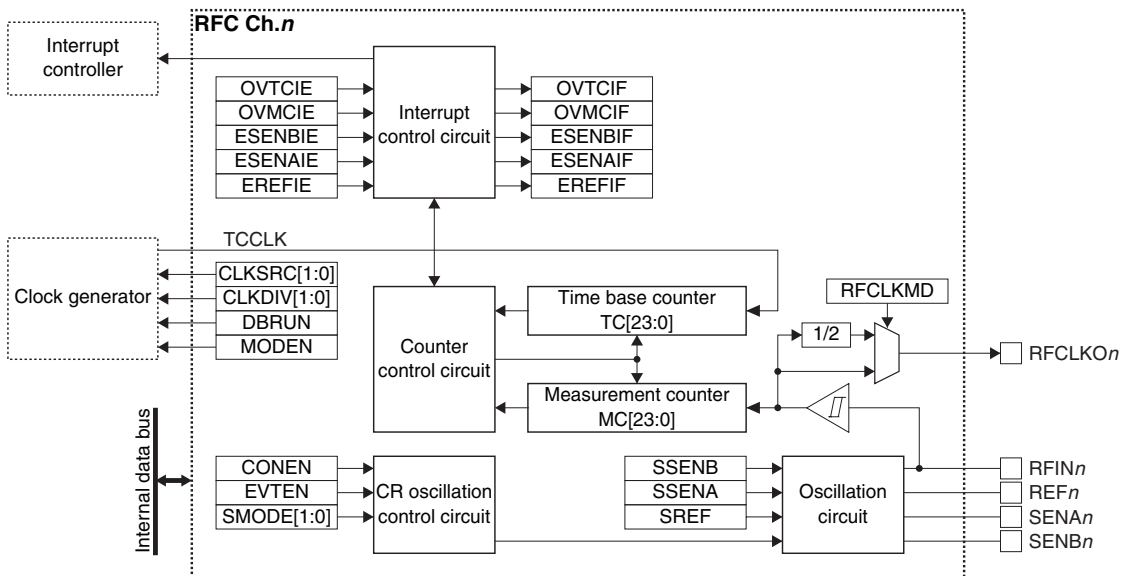 RFC Ch.n
Interrupt
controller
OVTCIE
OVMCIE
ESENBIE
ESENAIE
EREFIE
Interrupt
control circuit
OVTCIF
OVMCIF
ESENBIF
ESENAIF
EREFIF
TCCLK
Clock generator
CLKSRC[1:0]
CLKDIV[1:0]
DBRUN
MODEN
Counter
control circuit
Time base counter
TC[23:0]
Measurement counter
MC[23:0]
RFCLKMD
1/2
RFCLKOn
Internal data bus
CONEN
EVTEN
SMODE[1:0]
CR oscillation
control circuit
SSENB
SSENA
SREF
Oscillation
circuit
RFINn
REFn
SENAn
SENBn